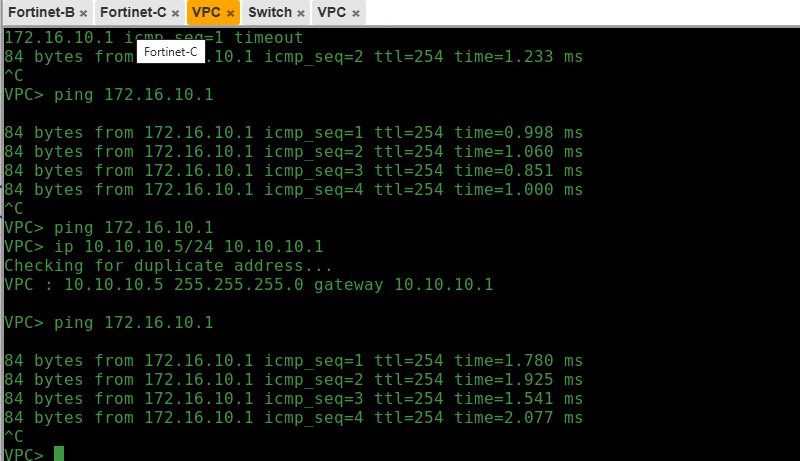 Fortinet-B × Fortinet-C × VPC × Switch × VPC ×
172.16.10.1 icmp_seq=1 timeout
Fortinet-C
84 bytes from .10.1 icmp_seq=2 ttl=254 time=1.233 ms
^C
VPC> ping 172.16.10.1
84 bytes from 172.16.10.1 icmp_seq=1 ttl=254 time=0.998 ms
84 bytes from 172.16.10.1 icmp_seq=2 ttl=254 time=1.060 ms
84 bytes from 172.16.10.1 icmp_seq=3 ttl=254 time=0.851 ms
84 bytes from 172.16.10.1 icmp_seq=4 ttl=254 time=1.000 ms
^C
VPC> ping 172.16.10.1
VPC> ip 10.10.10.5/24 10.10.10.1
Checking for duplicate address...
VPC : 10.10.10.5 255.255.255.0 gateway 10.10.10.1
VPC> ping 172.16.10.1
84 bytes from 172.16.10.1 icmp_seq=1 ttl=254 time=1.780 ms
84 bytes from 172.16.10.1 icmp_seq=2 ttl=254 time=1.925 ms
84 bytes from 172.16.10.1 icmp_seq=3 ttl=254 time=1.541 ms
84 bytes from 172.16.10.1 icmp_seq=4 ttl=254 time=2.077 ms
^C
VPC>